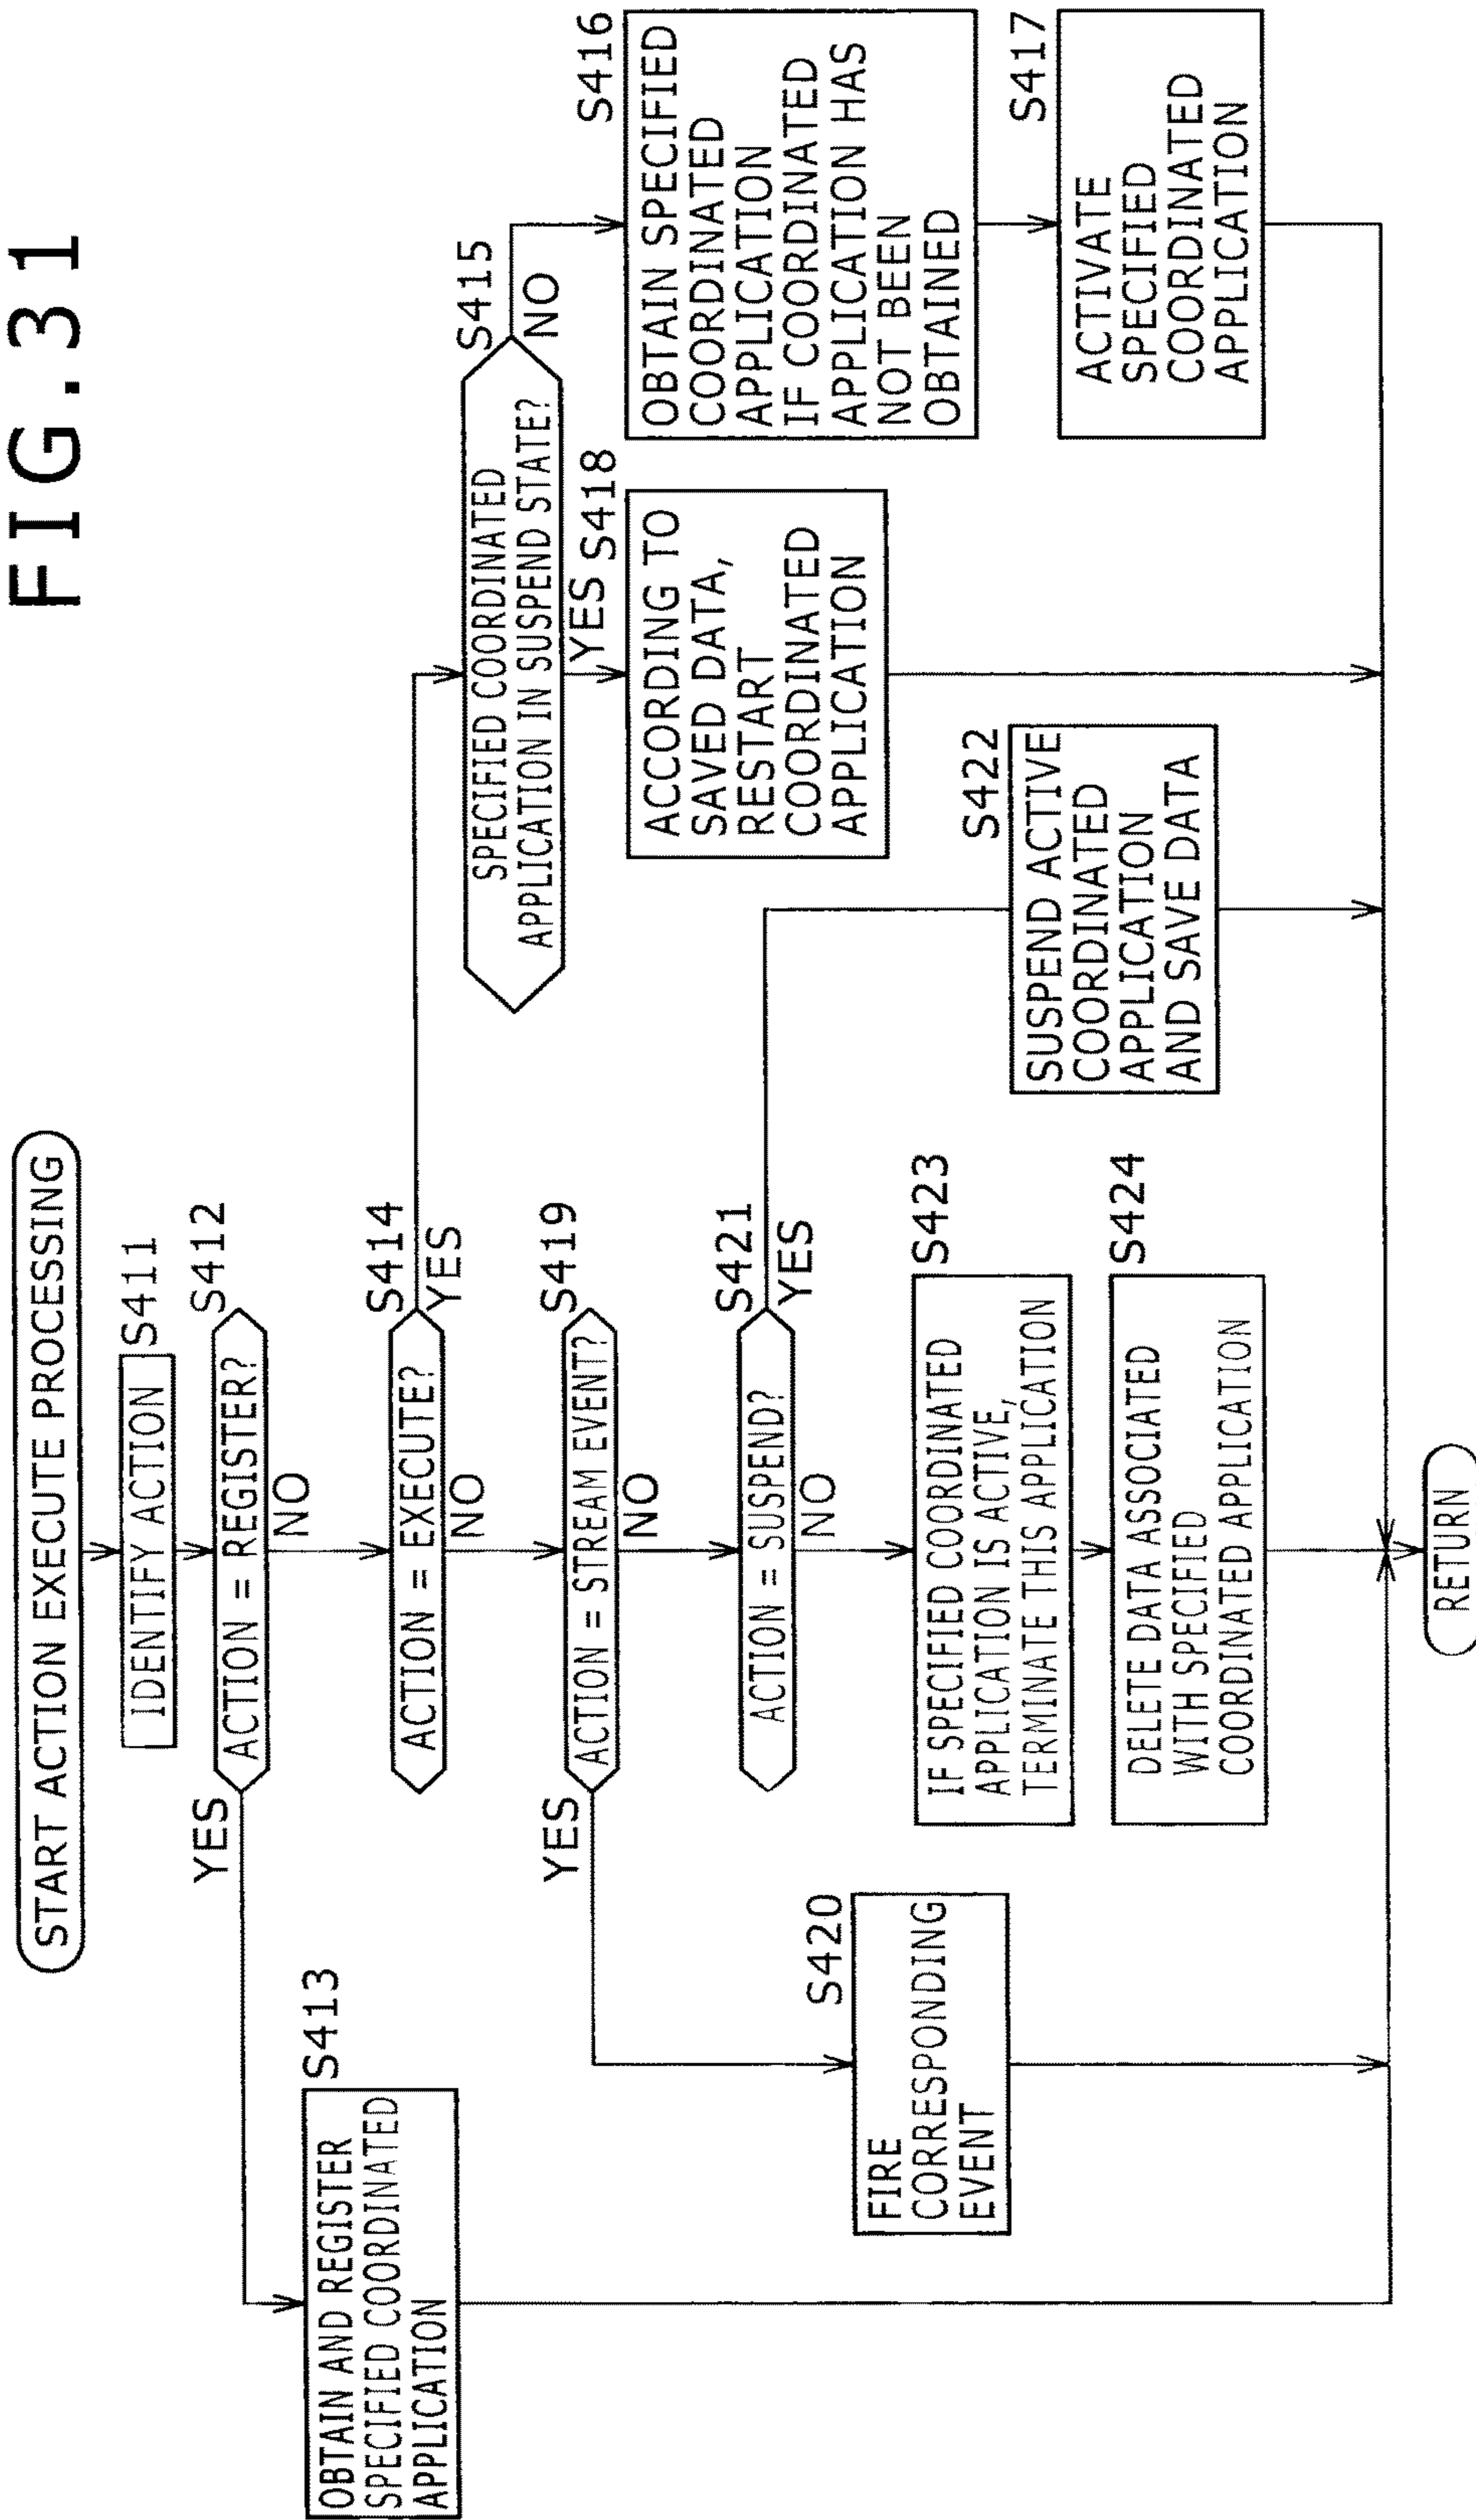 FIG.31
START ACTION EXECUTE PROCESSING
S411
IDENTIFY ACTION
S412
ACTION = REGISTER?
YES
NO
S413
OBTAIN AND REGISTER
SPECIFIED COORDINATED
APPLICATION
S414
ACTION = EXECUTE?
YES
NO
S415
SPECIFIED COORDINATED
APPLICATION IN SUSPEND STATE?
NO
YES
S416
OBTAIN SPECIFIED
COORDINATED
APPLICATION
IF COORDINATED
APPLICATION HAS
NOT BEEN
OBTAINED
S417
ACTIVATE
SPECIFIED
COORDINATED
APPLICATION
S418
ACCORDING TO
SAVED DATA,
RESTART
COORDINATED
APPLICATION
S419
ACTION = STREAM EVENT?
YES
NO
S420
FIRE
CORRESPONDING
EVENT
S421
ACTION = SUSPEND?
YES
NO
S422
SUSPEND ACTIVE
COORDINATED
APPLICATION
AND SAVE DATA
S423
IF SPECIFIED COORDINATED
APPLICATION IS ACTIVE,
TERMINATE THIS APPLICATION
S424
DELETE DATA ASSOCIATED
WITH SPECIFIED
COORDINATED APPLICATION
RETURN